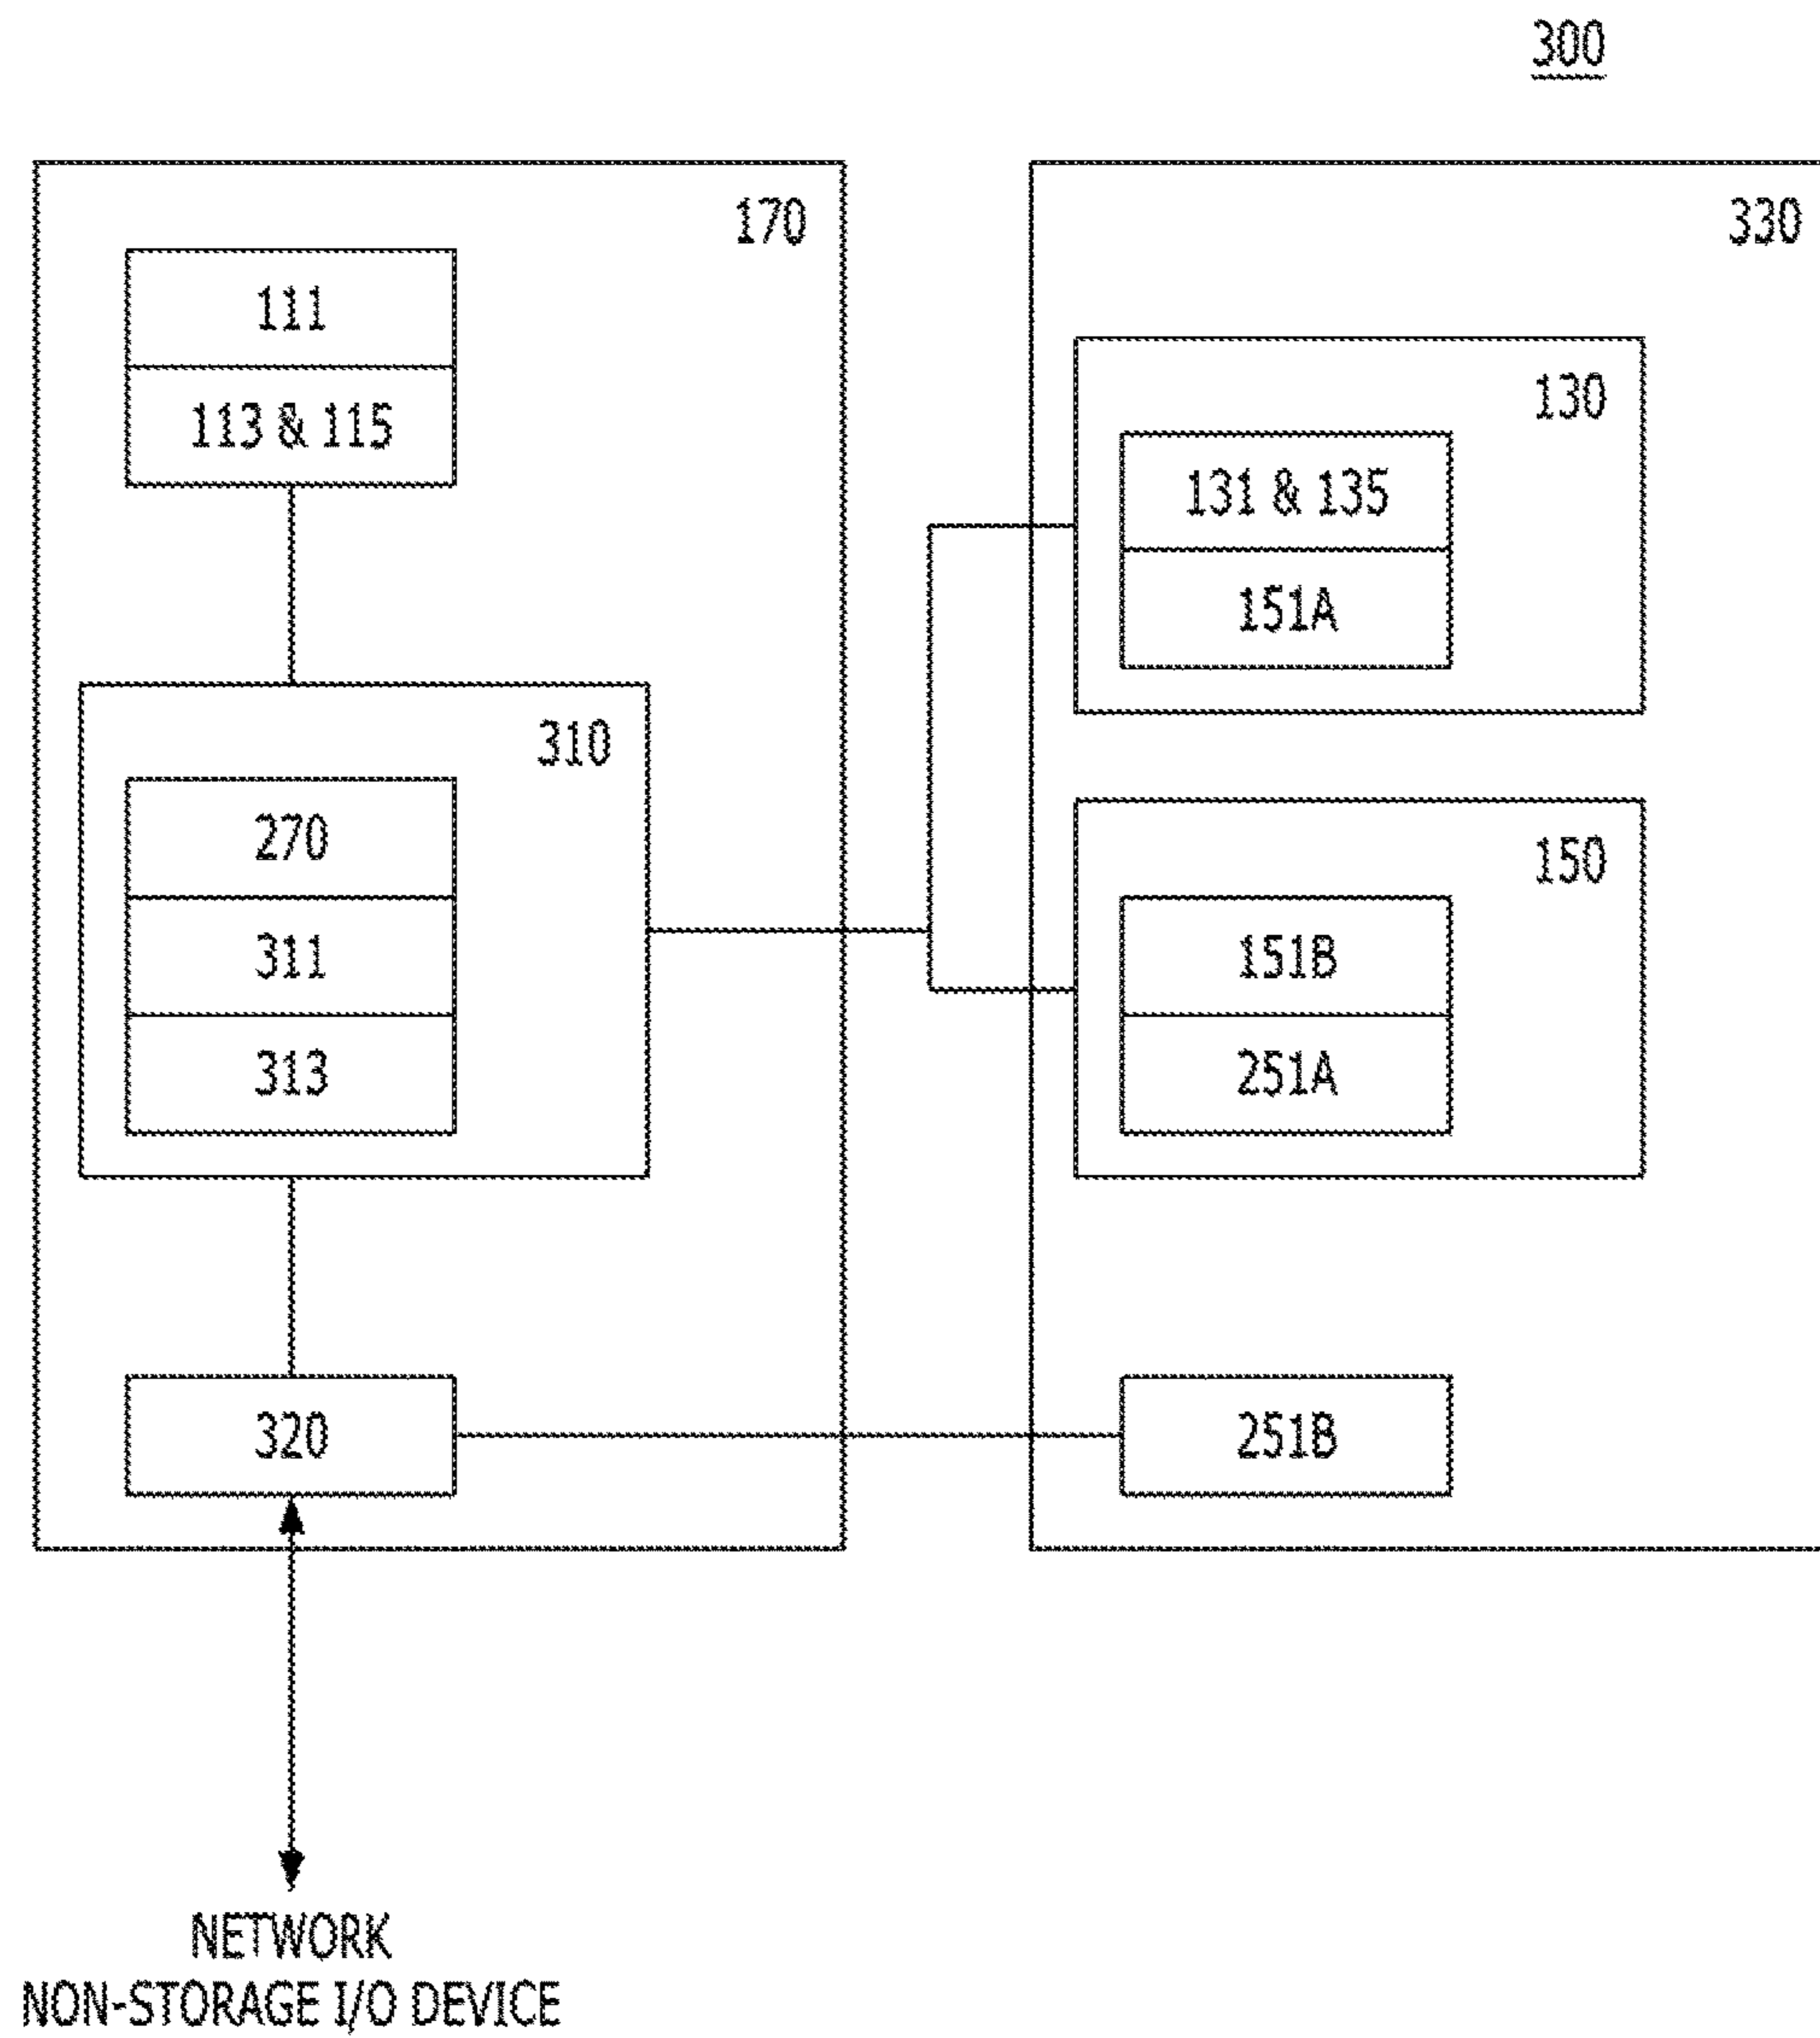 300
170
111
113 & 115
310
270
311
313
320
330
130
131 & 135
151A
150
151B
251A
251B
NETWORK
NON-STORAGE I/O DEVICE